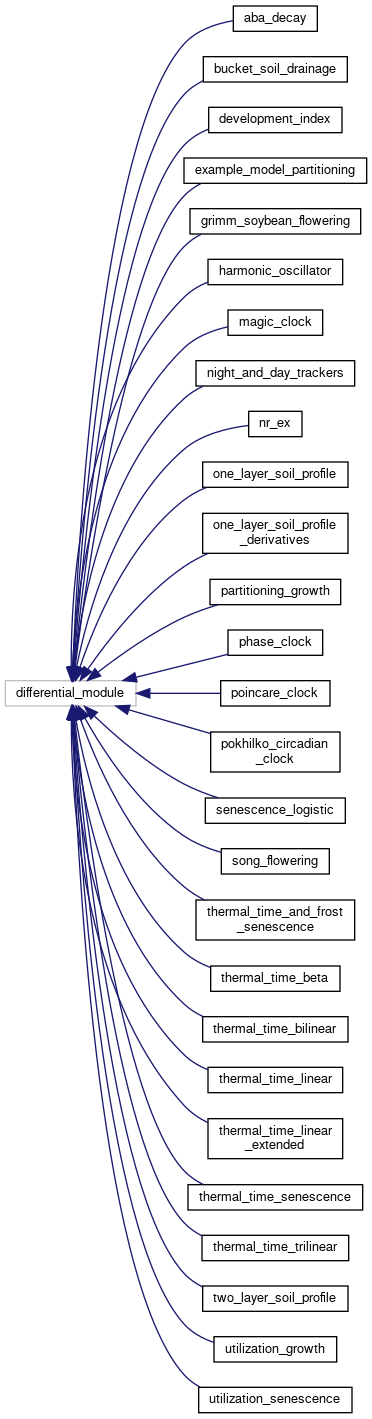 aba_decay
bucket_soil_drainage
development_index
example_model_partitioning
grimm_soybean_flowering
harmonic_oscillator
magic_clock
night_and_day_trackers
nr_ex
one_layer_soil_profile
one_layer_soil_profile
_derivatives
partitioning_growth
phase_clock
differential_module
poincare_clock
pokhilko_circadian
_clock
senescence_logistic
song_flowering
thermal_time_and_frost
_senescence
thermal_time_beta
thermal_time_bilinear
thermal_time_linear
thermal_time_linear
_extended
thermal_time_senescence
thermal_time_trilinear
two_layer_soil_profile
utilization_growth
utilization_senescence